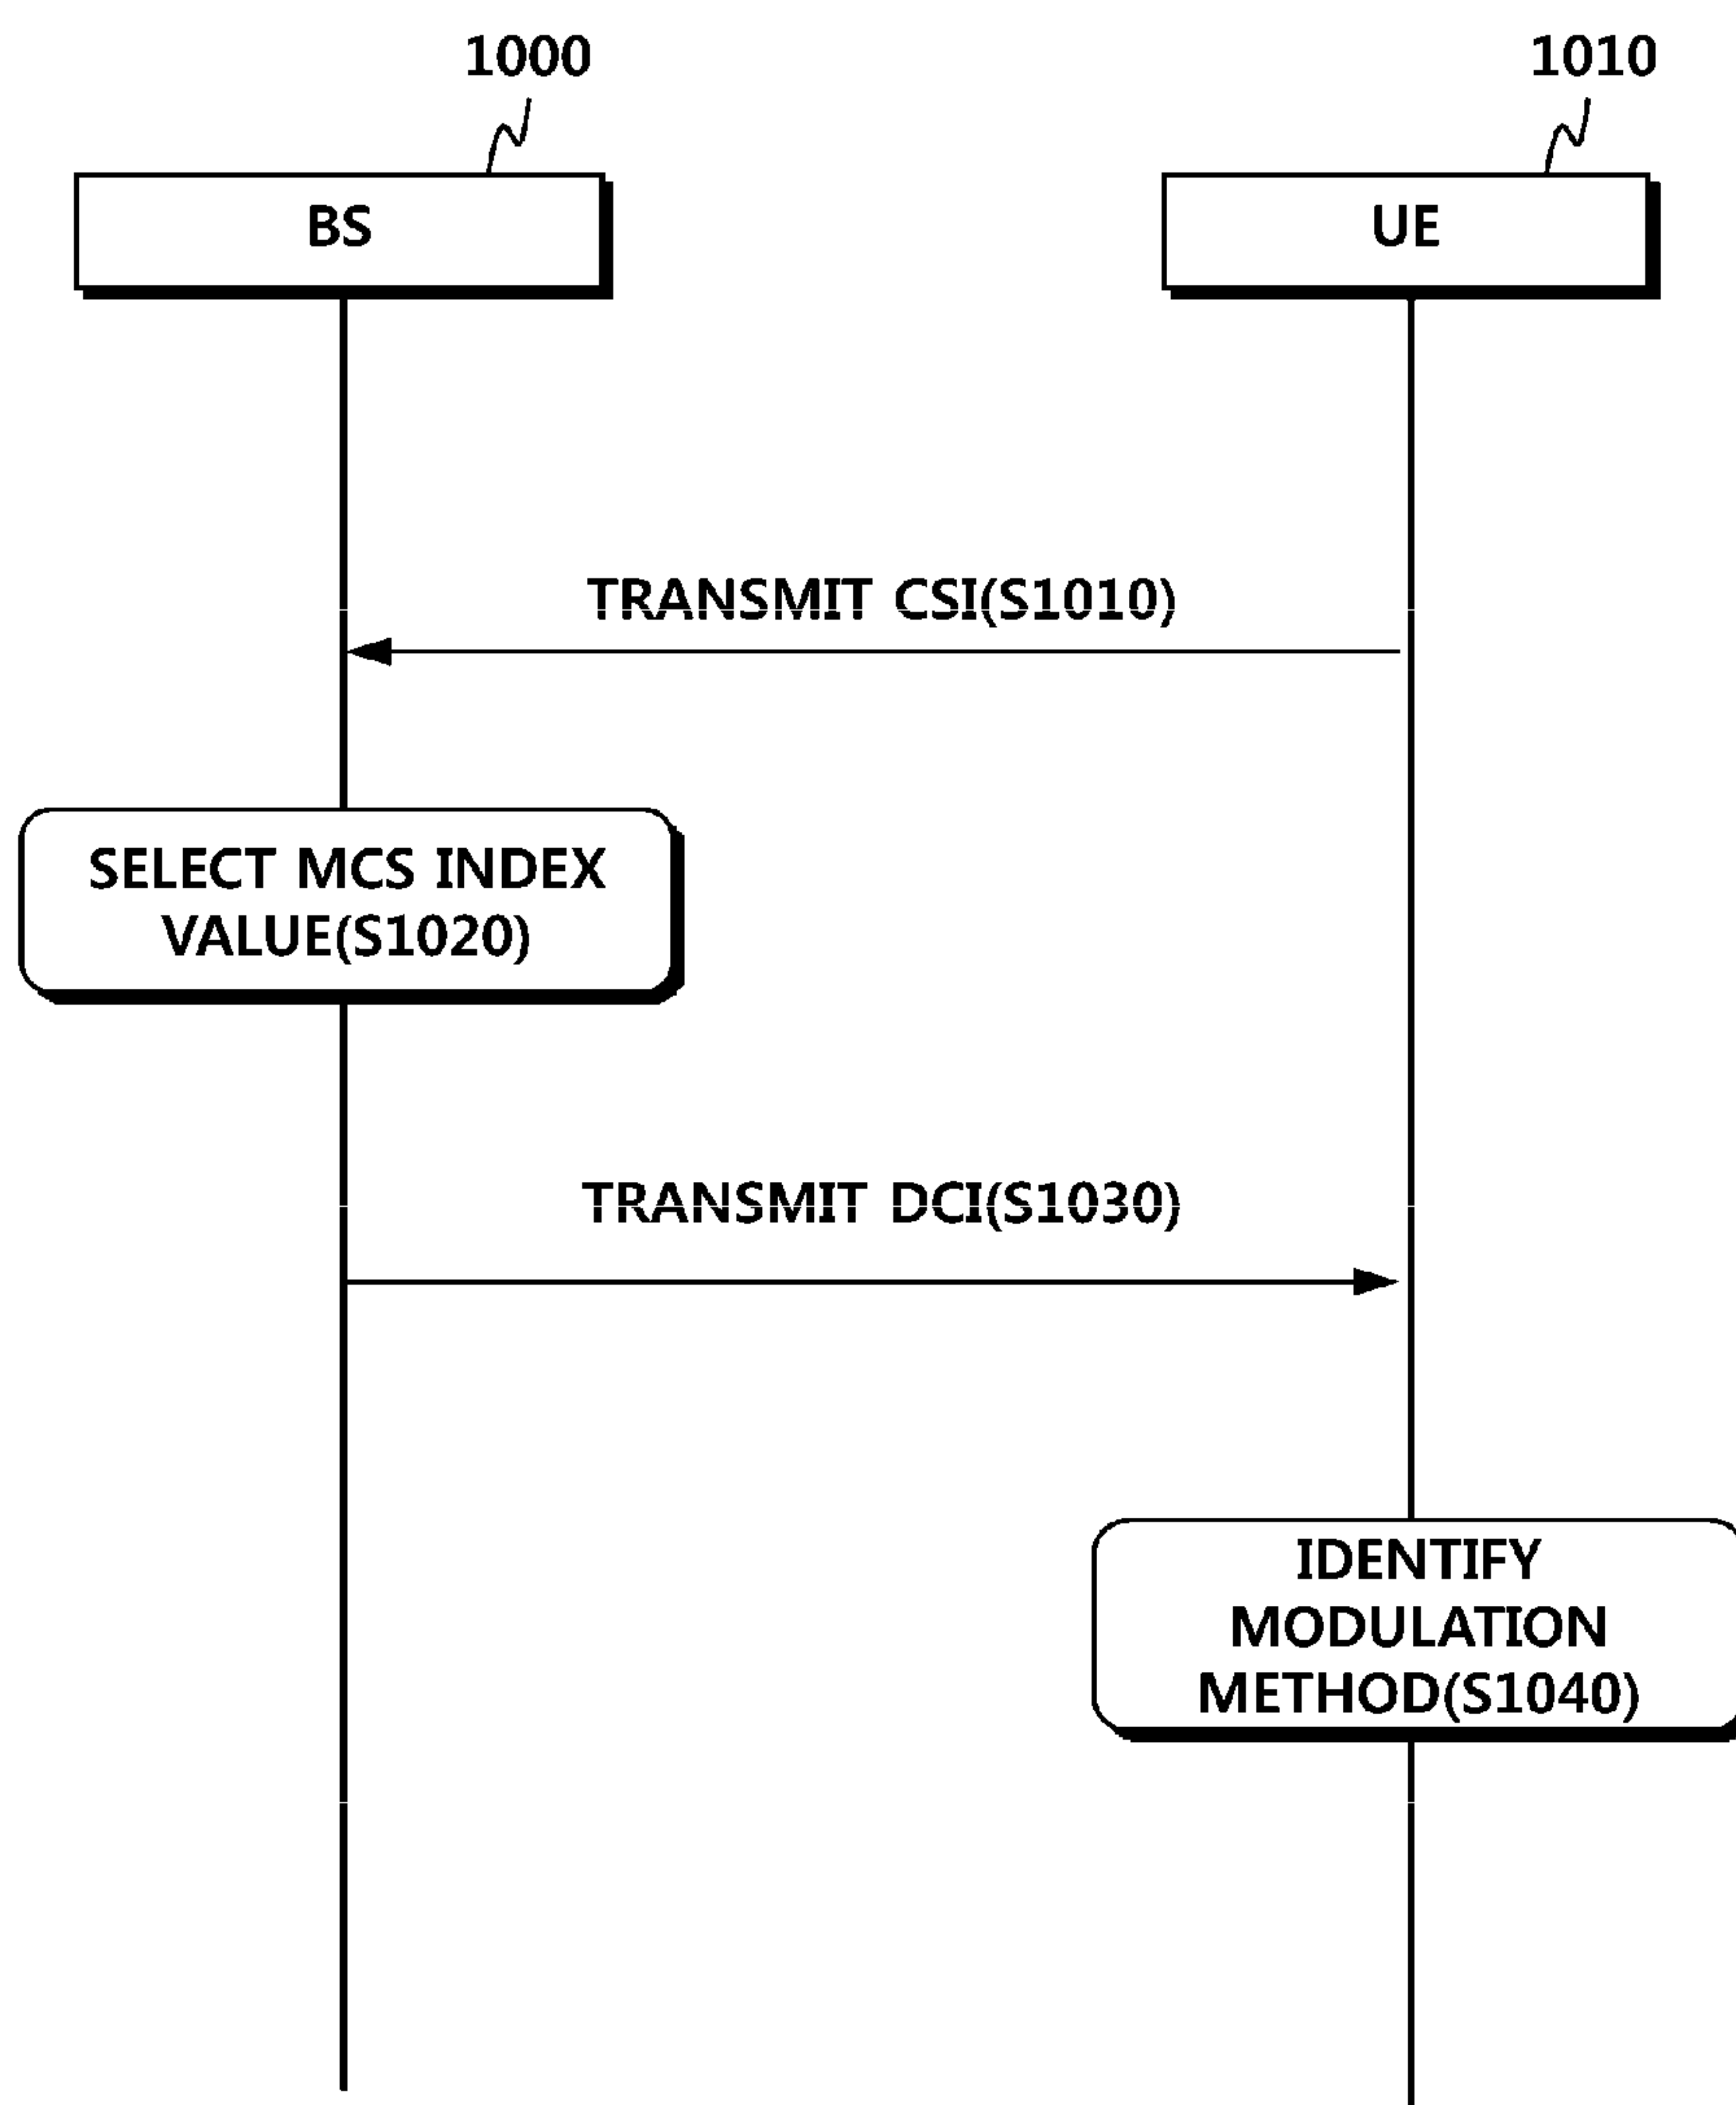 1000
1010
BS
UE
TRANSMIT CSI(S1010)
SELECT MCS INDEX
VALUE(S1020)
TRANSMIT DCI(S1030)
IDENTIFY
MODULATION
METHOD(S1040)